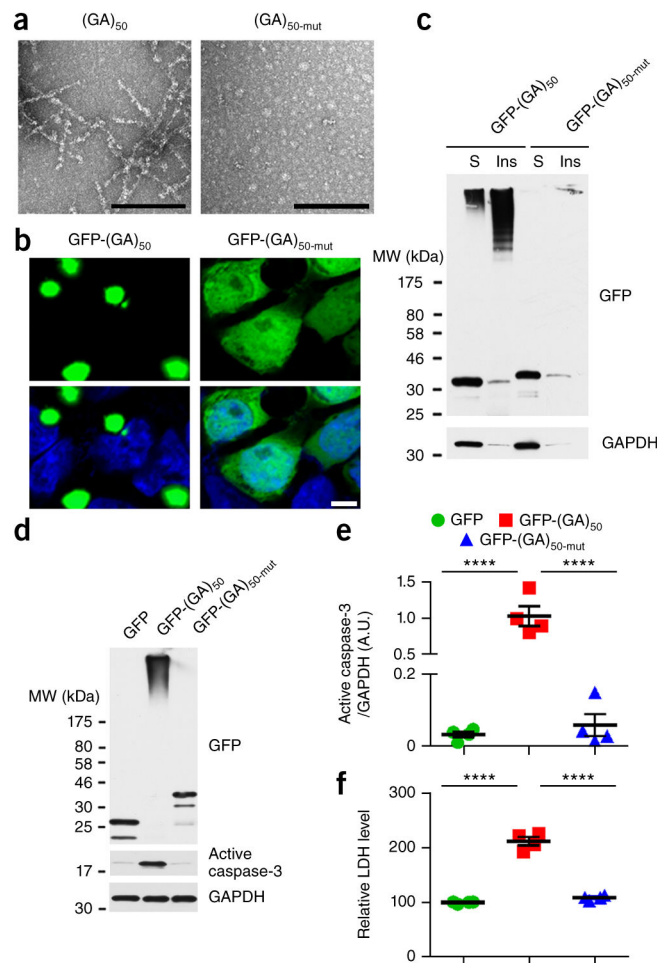 a
(GA)50
(GA)50-mut
b
GFP-(GA)50
GFP-(GA)50-mut
c
GFP-(GA)50
GFP-(GA)50-mut
S Ins S Ins
MW (kDa)
175
80
58
46
30
25
GFP
30
GAPDH
d
GFP
GFP-(GA)50
GFP-(GA)50-mut
MW (kDa)
175
80
58
46
30
25
GFP
17
Active
caspase-3
30
GAPDH
e
GFP GFP-(GA)50
GFP-(GA)50-mut
**** ****
Active caspase-3
/GAPDH (A.U.)
1.5
1.0
0.5
0.2
0
f
**** ****
Relative LDH level
300
200
100
0